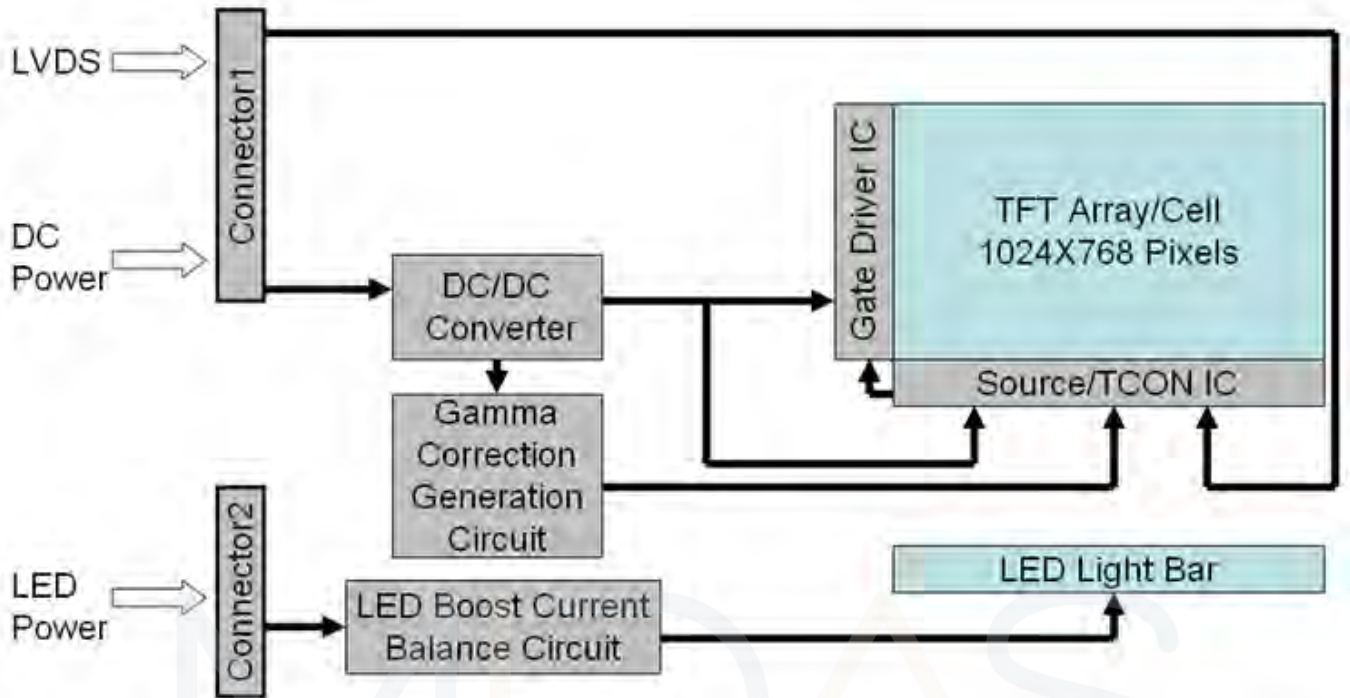 LVDS
Connector1
DC
Power
DC/DC
Converter
Gate Driver IC
TFT Array/Cell
1024X768 Pixels
Source/TCON IC
Gamma
Correction
Generation
Circuit
LED
Power
Connector2
LED Boost Current
Balance Circuit
LED Light Bar